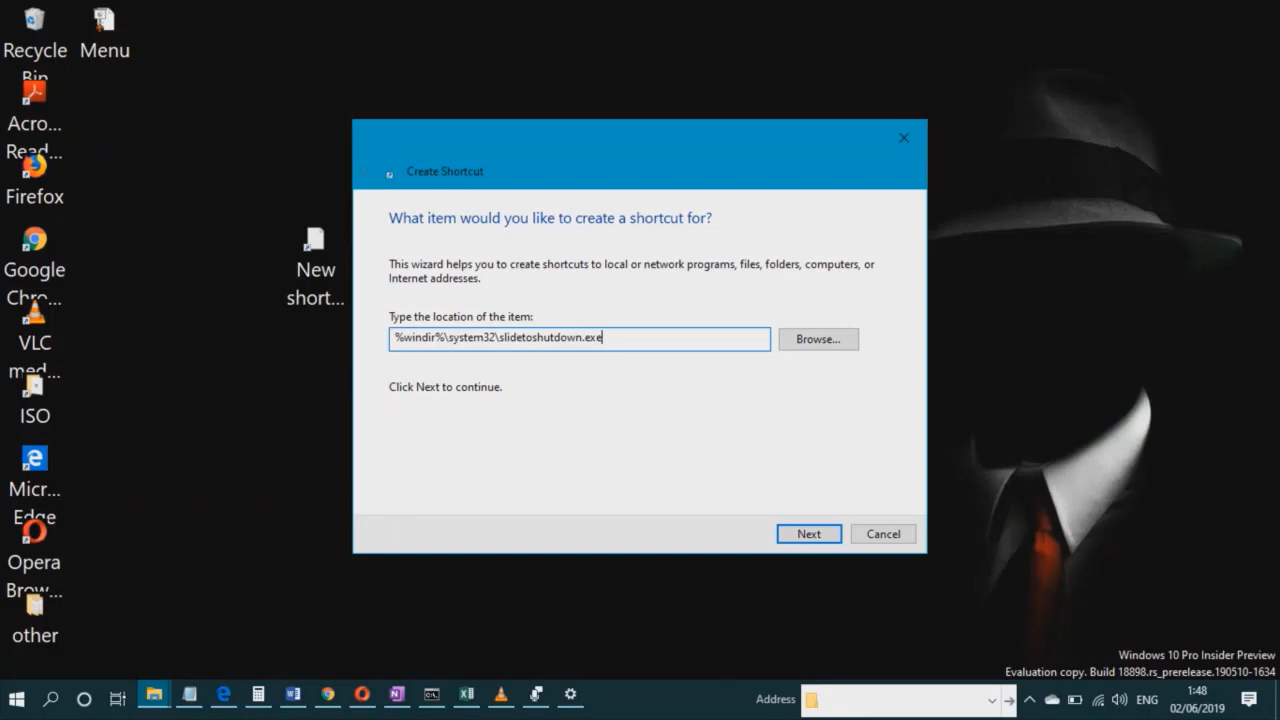 Recycle
Bin
Menu
Acro...
Read...
Firefox
Google
Chro...
VLC
med...
ISO
Micr...
Edge
Opera
Brow...
other
New
short...
Create Shortcut
What item would you like to create a shortcut for?
This wizard helps you to create shortcuts to local or network programs, files, folders, computers, or
Internet addresses.
Type the location of the item:
%windir%\system32\slidetoshutdown.exe
Browse...
Click Next to continue.
Next
Cancel
Windows 10 Pro Insider Preview
Evaluation copy. Build 18898.rs_prerelease.190510-1634
Address
ENG
1:48
02/06/2019